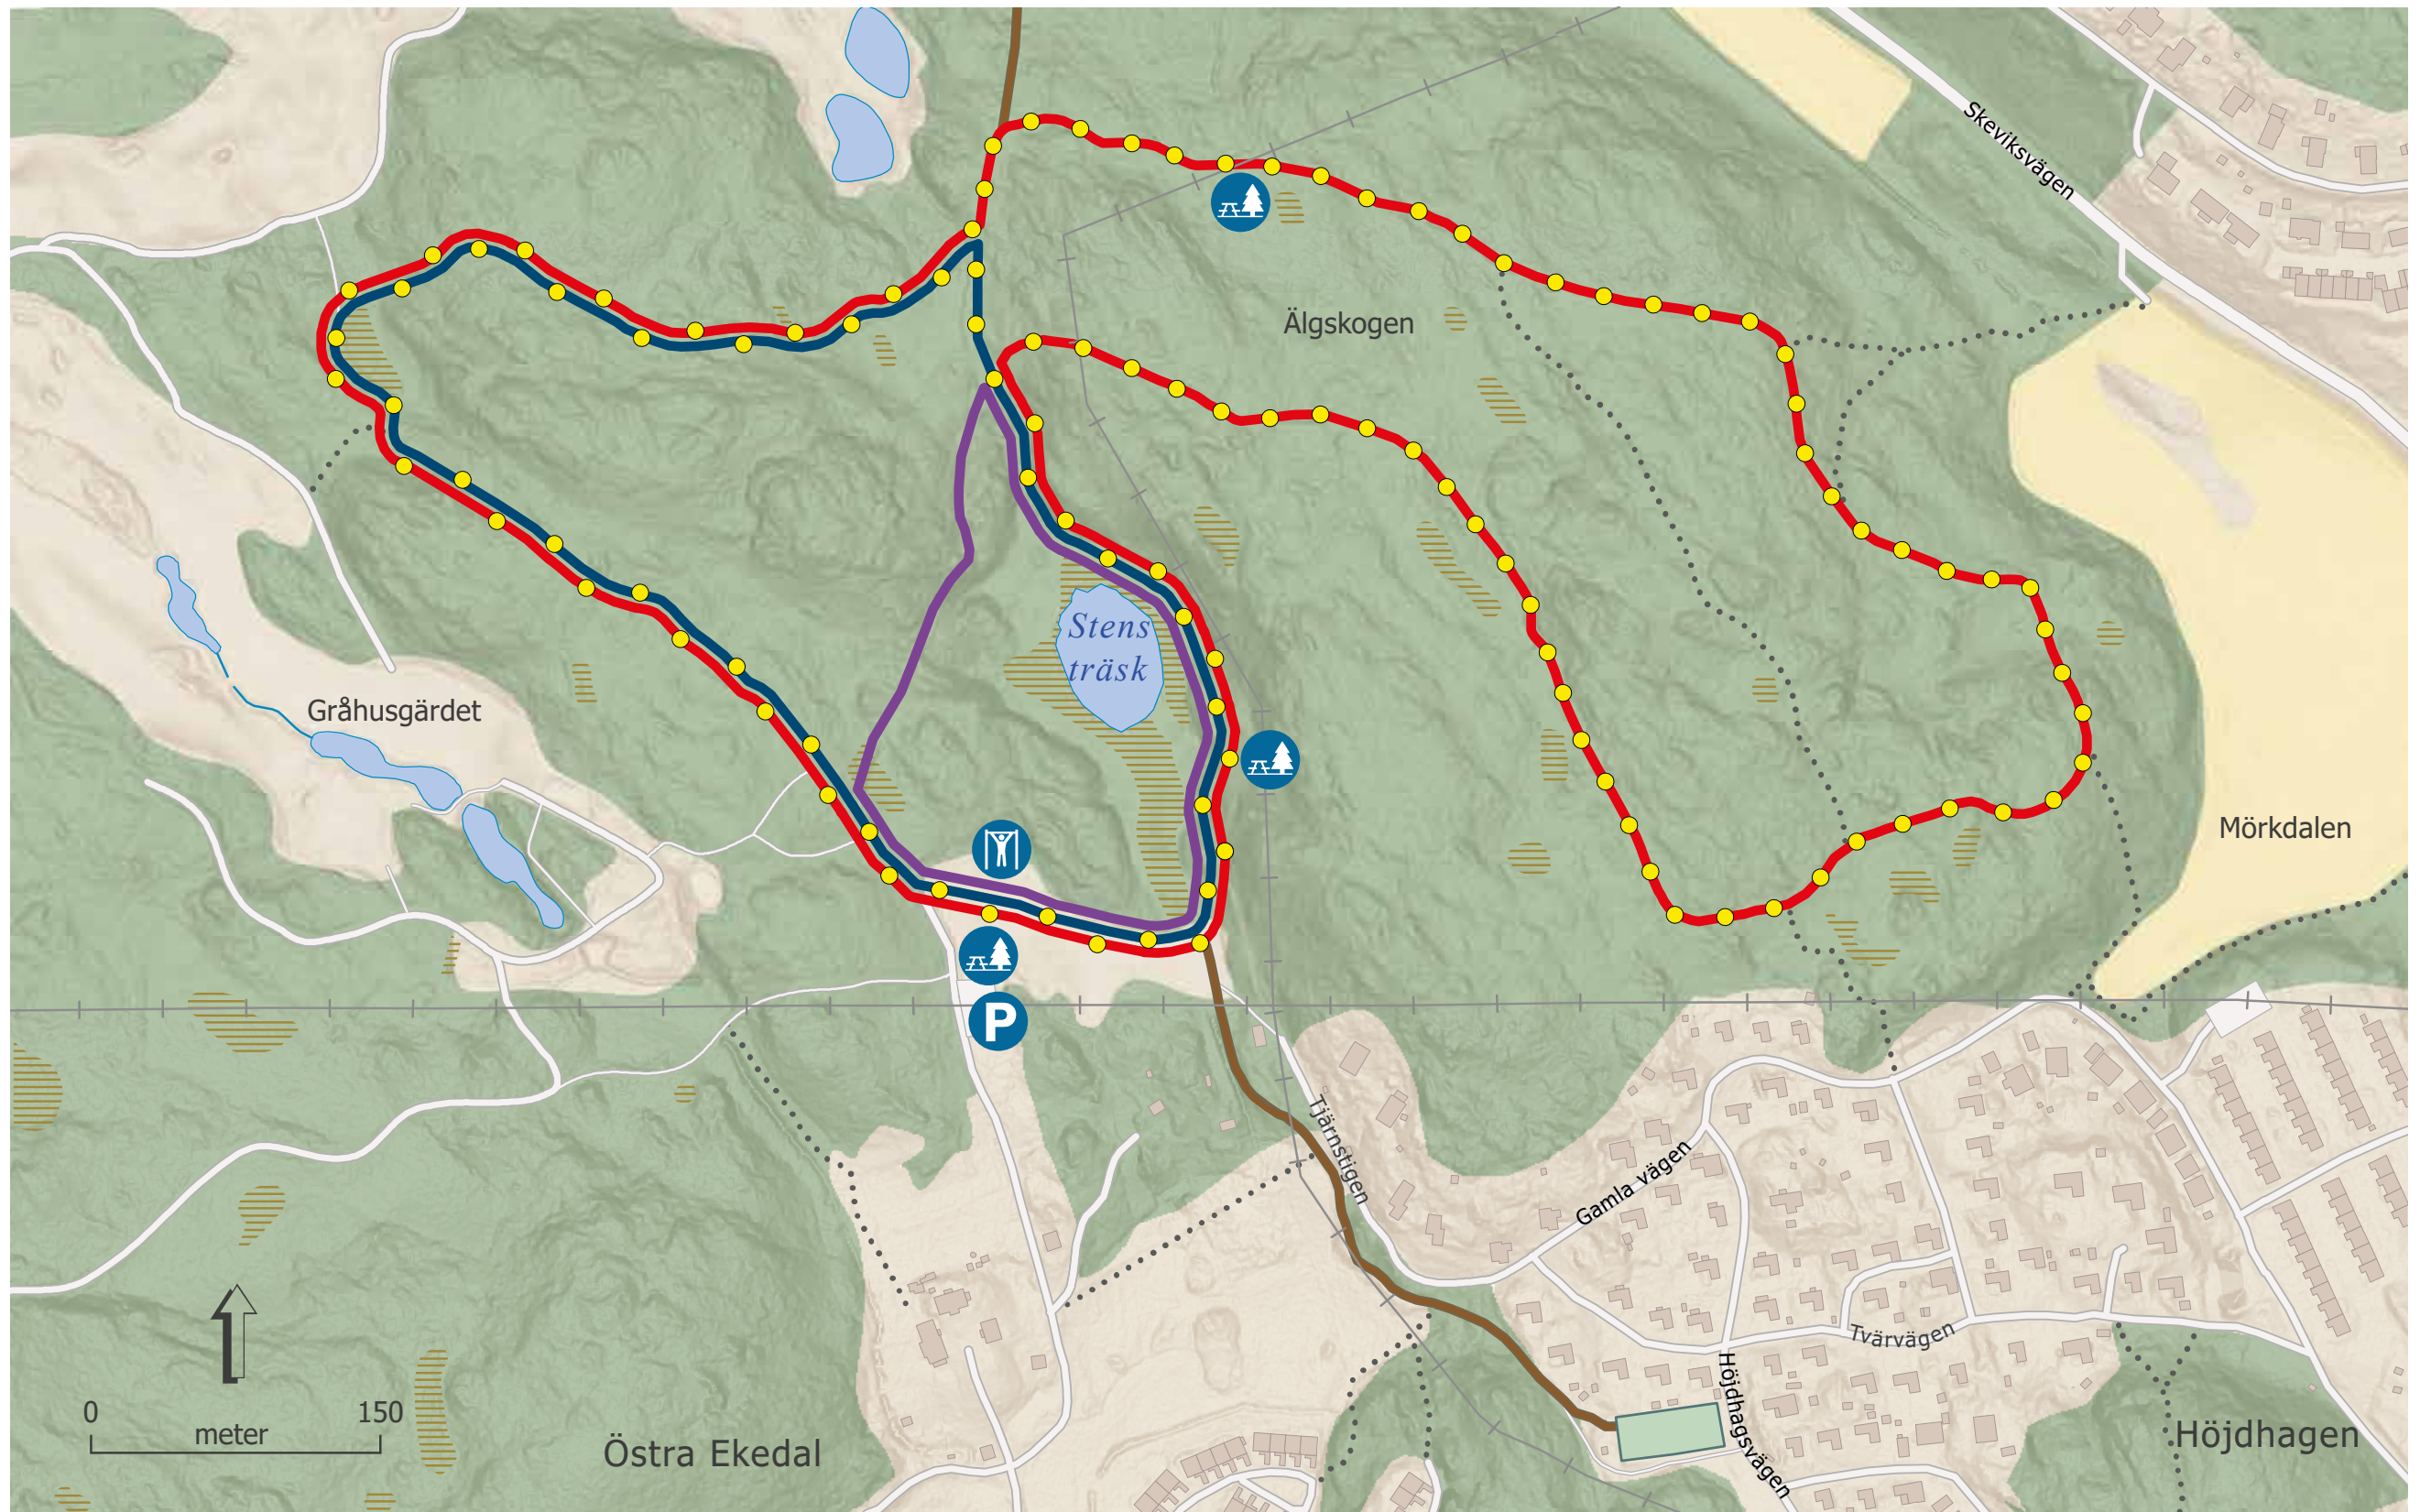 Skeviksvägen
Älgskogen
Stens
träsk
Gråhusgärdet
Mörkdalen
P
Tjärnstigen
Gamla vägen
Tvärvägen
Höjdhagsvägen
0 150
meter
Östra Ekedal
Höjdhagen